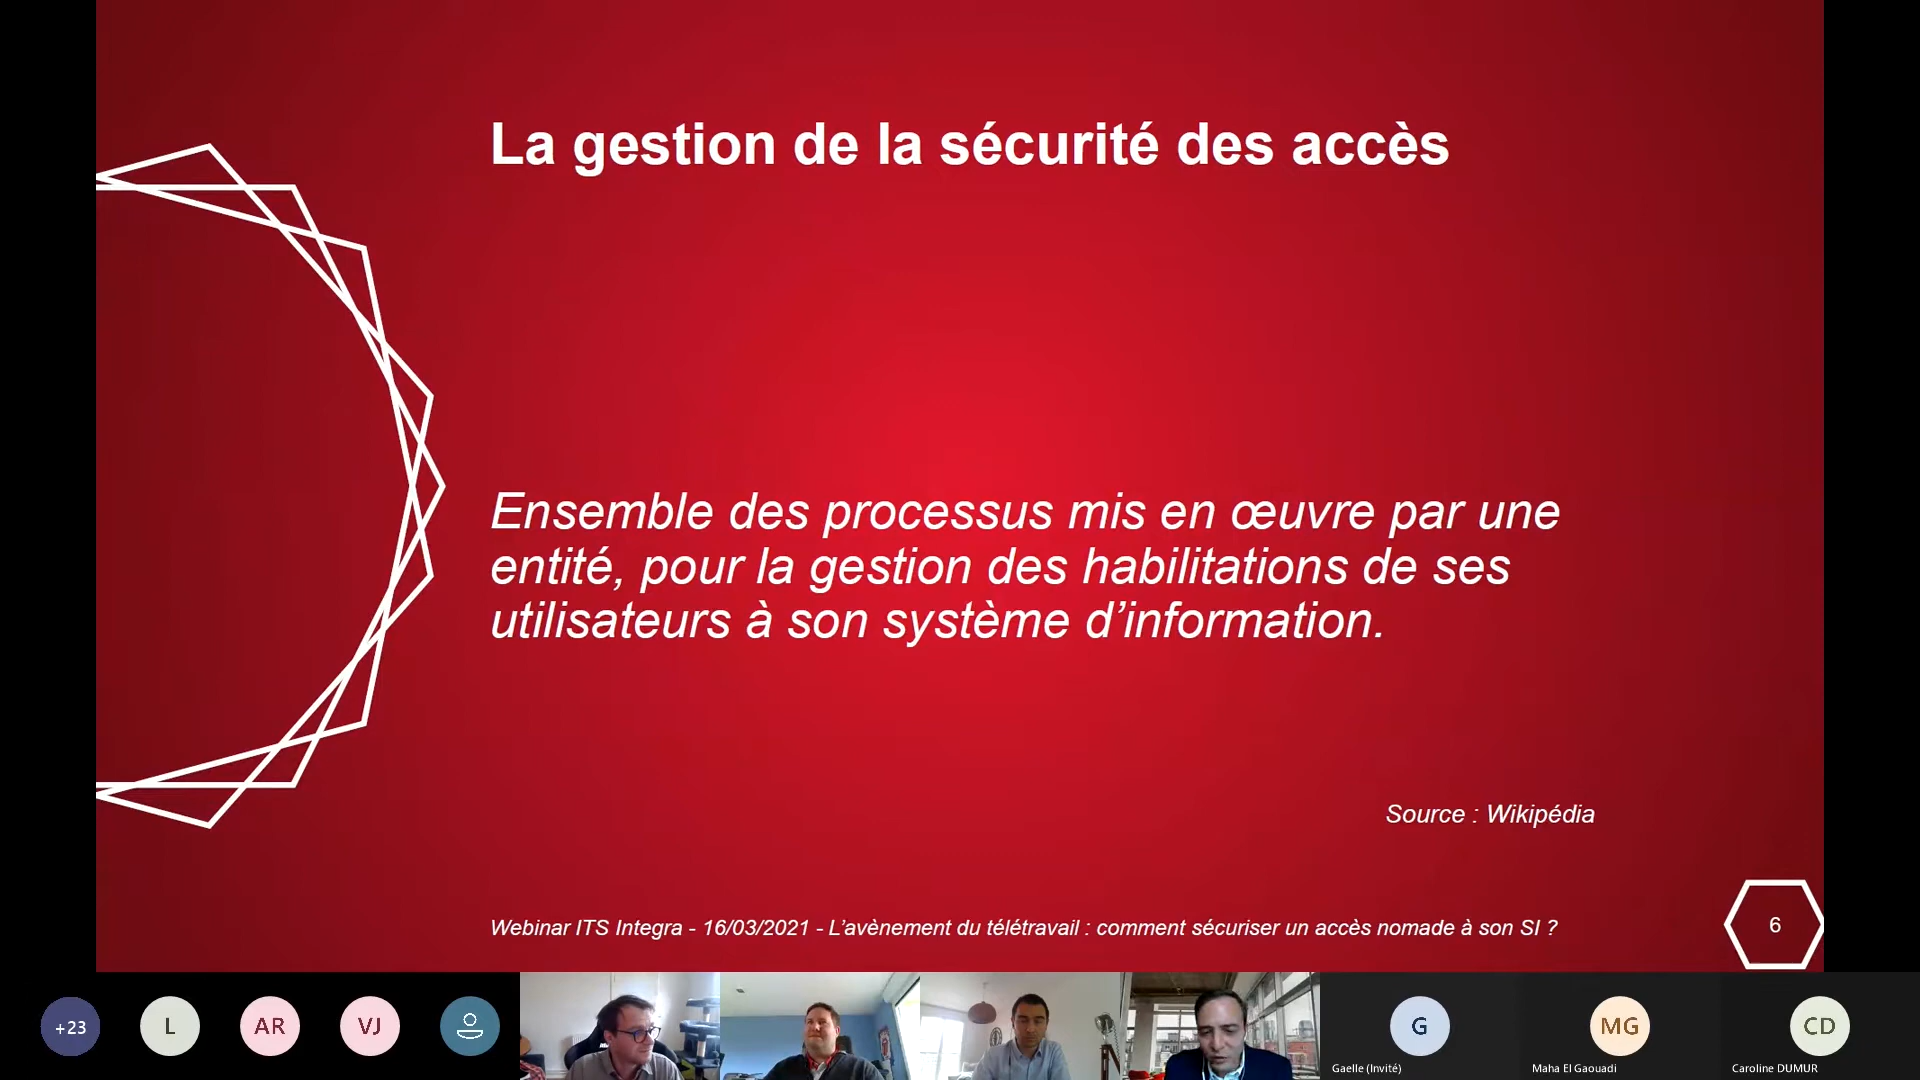 La gestion de la sécurité des accès
Ensemble des processus mis en œuvre par une
entité, pour la gestion des habilitations de ses
utilisateurs à son système d’information.
Source : Wikipédia
Webinar ITS Integra - 16/03/2021 - L’avènement du télétravail : comment sécuriser un accès nomade à son SI ?
6
+23
L
AR
VJ
G
MG
CD
Gaelle (Invité)
Maha El Gaouadi
Caroline DUMUR